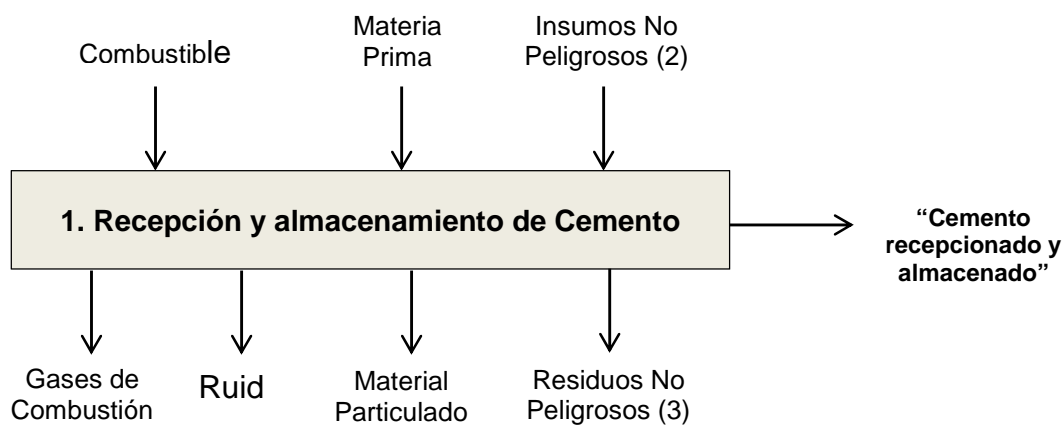 Combustible
Materia
Prima
Insumos No
Peligrosos (2)
1. Recepción y almacenamiento de Cemento
“Cemento
recepcionado y
almacenado”
Gases de
Combustión
Ruid
Material
Particulado
Residuos No
Peligrosos (3)